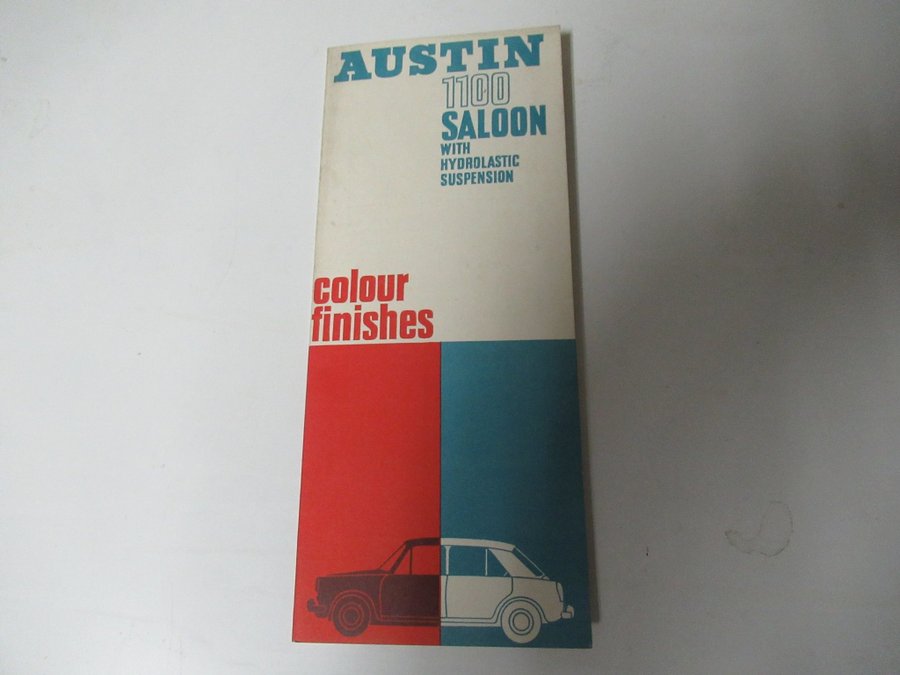 AUSTIN
1100
SALOON
WITH
HYDROLASTIC
SUSPENSION
colour
finishes